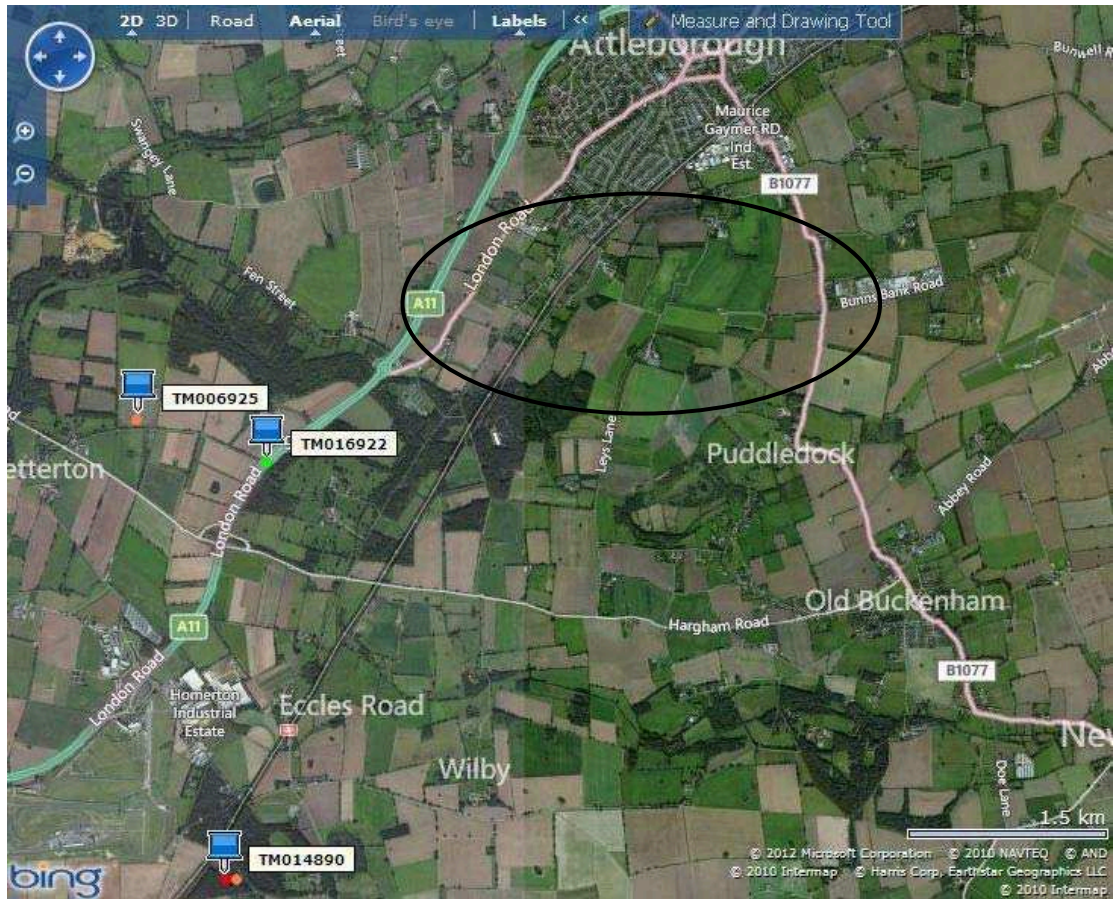 2D 3D Road Aerial Bird's eye Labels << Measure and Drawing Tool
Attleborough
Bunwell R
Swangey Lane
Maurice
Gaymer RD
Ind.
Est.
B1077
London Road
Fen Street
A11
Bunns Bank Road
TM006925
TM016922
Leys Lane
Puddledock
etterton
Abbey Road
London Road
Old Buckenham
Hargham Road
A11
B1077
London Road
Homerton
Industrial
Estate
Eccles Road
New
Wilby
Doe Lane
1.5 km
TM014890
bing
© 2012 Microsoft Corporation © 2010 NAVTEQ © AND
© 2010 Intermap © Harris Corp, Earthstar Geographics LLC
© 2010 Intermap